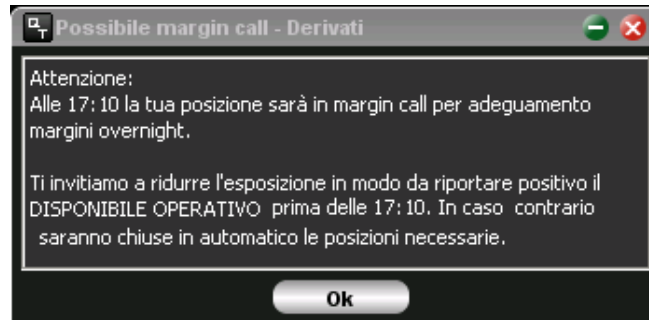 Possibile margin call - Derivati
Attenzione:
Alle 17:10 la tua posizione sarà in margin call per adeguamento
margini overnight.
Ti invitiamo a ridurre l'esposizione in modo da riportare positivo il
DISPONIBILE OPERATIVO prima delle 17:10. In caso contrario
saranno chiuse in automatico le posizioni necessarie.
Ok